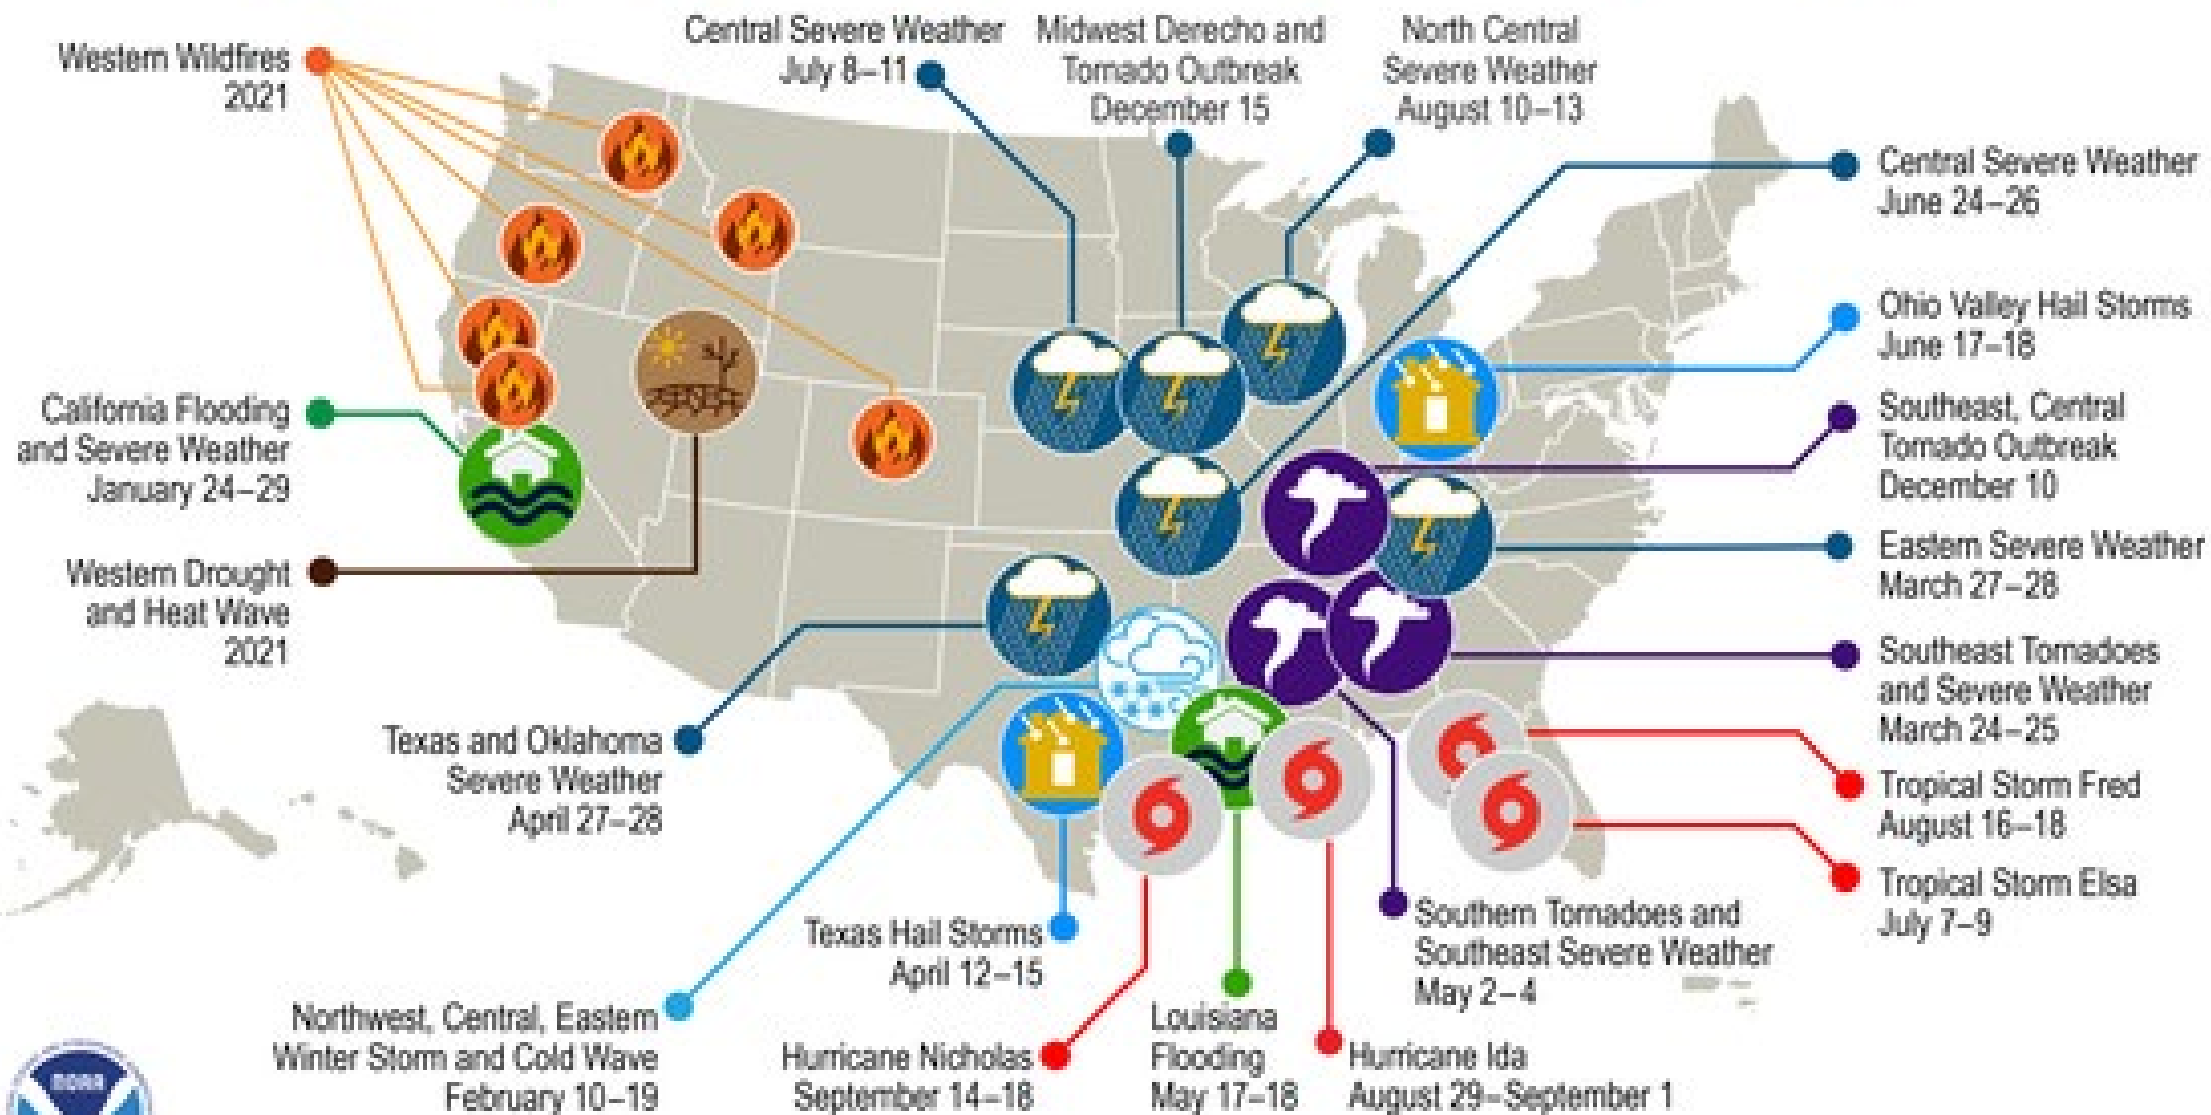 Western Wildfires
2021
Central Severe Weather
July 8–11
Midwest Derecho and
Tornado Outbreak
December 15
North Central
Severe Weather
August 10–13
Central Severe Weather
June 24–26
Ohio Valley Hail Storms
June 17–18
Southeast, Central
Tornado Outbreak
December 10
Eastern Severe Weather
March 27–28
Southeast Tornadoes
and Severe Weather
March 24–25
Tropical Storm Fred
August 16–18
Tropical Storm Elsa
July 7–9
California Flooding
and Severe Weather
January 24–29
Western Drought
and Heat Wave
2021
Texas and Oklahoma
Severe Weather
April 27–28
Texas Hail Storms
April 12–15
Southern Tornadoes and
Southeast Severe Weather
May 2–4
Northwest, Central, Eastern
Winter Storm and Cold Wave
February 10–19
Hurricane Nicholas
September 14–18
Louisiana
Flooding
May 17–18
Hurricane Ida
August 29–September 1
NOAA